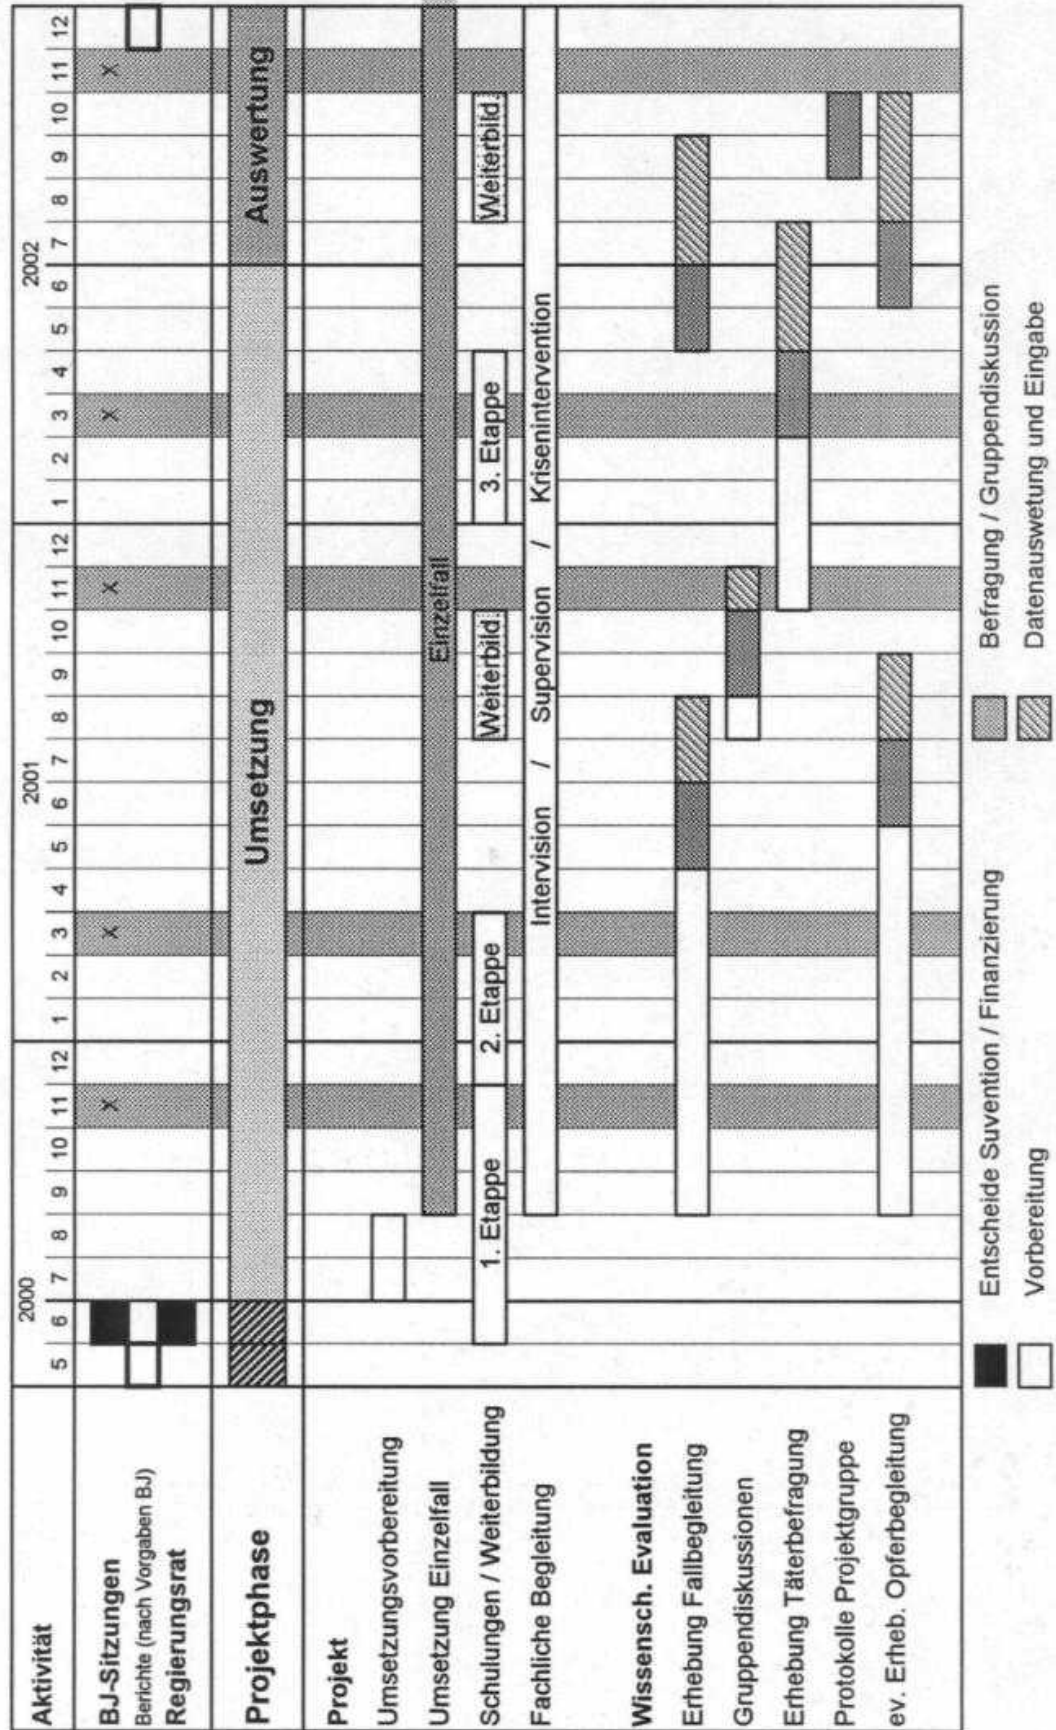 Aktivität 2000 2001 2002
5 6 7 8 9 10 11 12 1 2 3 4 5 6 7 8 9 10 11 12 1 2 3 4 5 6 7 8 9 10 11 12
BJ-Sitzungen X X X X X
Berichte (nach Vorgaben BJ)
Regierungsrat
Projektphase Umsetzung Auswertung
Projekt
Umsetzungsvorbereitung
Umsetzung Einzelfall Einzelfall
Schulungen / Weiterbildung 1. Etappe 2. Etappe Weiterbild. 3. Etappe Weiterbild.
Fachliche Begleitung Intervision / Supervision / Krisenintervention
Wissensch. Evaluation
Erhebung Fallbegleitung
Gruppendiskussionen
Erhebung Täterbefragung
Protokolle Projektgruppe
ev. Erheb. Opferbegleitung
Entscheide Suvention / Finanzierung Befragung / Gruppendiskussion
Vorbereitung Datenauswetung und Eingabe